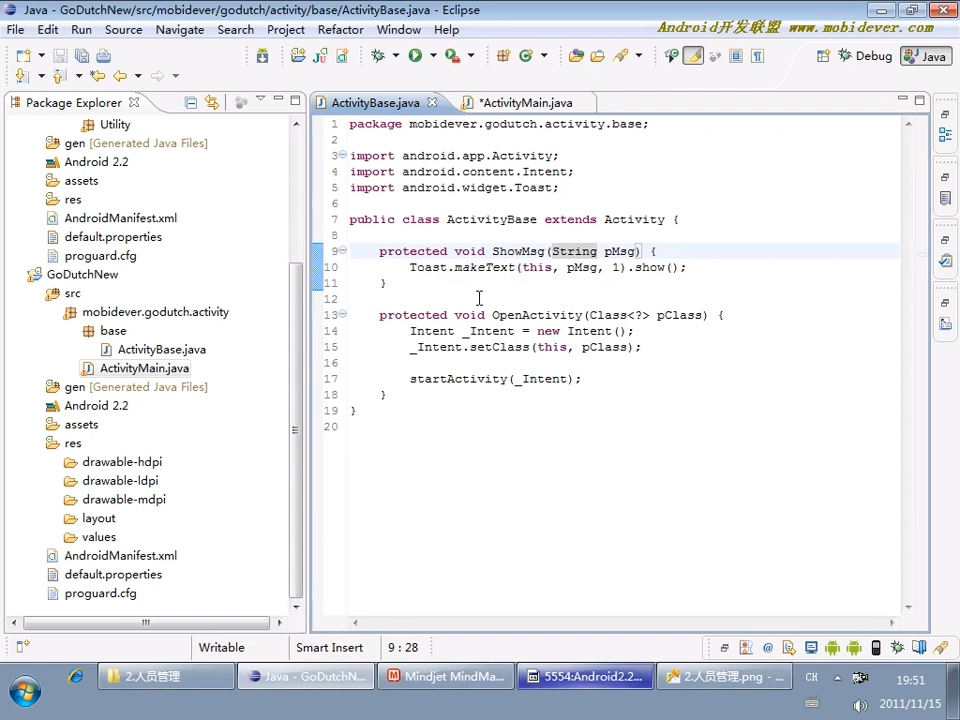 Java - GoDutchNew/src/mobidever/godutch/activity/base/ActivityBase.java - Eclipse
File Edit Run Source Navigate Search Project Refactor Window Help
Android开发联盟 www.mobidever.com
Debug Java
Package Explorer
ActivityBase.java
*ActivityMain.java
Utility
gen [Generated Java Files]
Android 2.2
assets
res
AndroidManifest.xml
default.properties
proguard.cfg
GoDutchNew
src
mobidever.godutch.activity
base
ActivityBase.java
ActivityMain.java
gen [Generated Java Files]
Android 2.2
assets
res
drawable-hdpi
drawable-ldpi
drawable-mdpi
layout
values
AndroidManifest.xml
default.properties
proguard.cfg
1 package mobidever.godutch.activity.base;
2
3 import android.app.Activity;
4 import android.content.Intent;
5 import android.widget.Toast;
6
7 public class ActivityBase extends Activity {
8
9 protected void ShowMsg(String pMsg) {
10 Toast.makeText(this, pMsg, 1).show();
11 }
12
13 protected void OpenActivity(Class<?> pClass) {
14 Intent _Intent = new Intent();
15 _Intent.setClass(this, pClass);
16
17 startActivity(_Intent);
18 }
19 }
20
Writable Smart Insert 9 : 28
2.人员管理
Java - GoDutchN...
Mindjet MindMa...
5554:Android2.2...
2.人员管理.png - ...
CH
19:51
2011/11/15